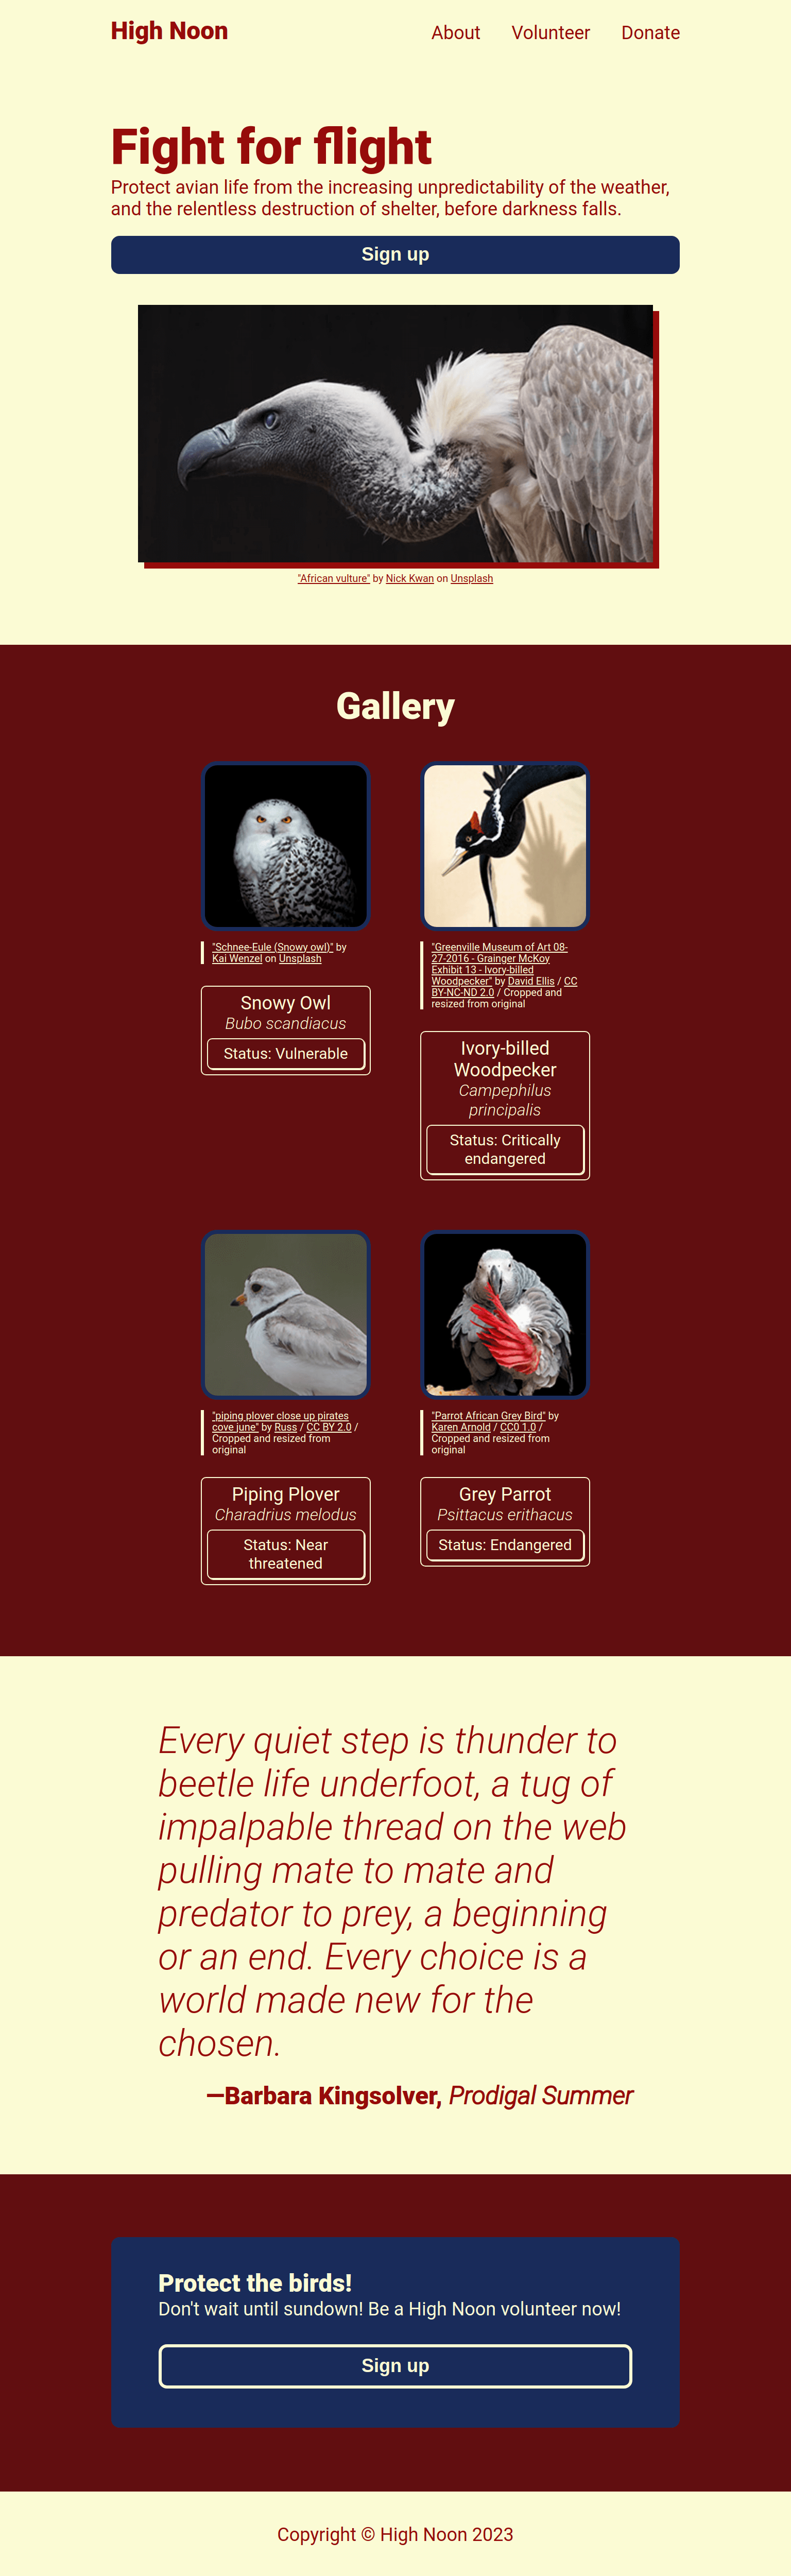 High Noon
About Volunteer Donate
Fight for flight
Protect avian life from the increasing unpredictability of the weather,
and the relentless destruction of shelter, before darkness falls.
Sign up
"African vulture" by Nick Kwan on Unsplash
Gallery
"Schnee-Eule (Snowy owl)" by
Kai Wenzel on Unsplash
Snowy Owl
Bubo scandiacus
Status: Vulnerable
"Greenville Museum of Art 08-
27-2016 - Grainger McKoy
Exhibit 13 - Ivory-billed
Woodpecker" by David Ellis / CC
BY-NC-ND 2.0 / Cropped and
resized from original
Ivory-billed
Woodpecker
Campephilus
principalis
Status: Critically
endangered
"piping plover close up pirates
cove june" by Russ / CC BY 2.0 /
Cropped and resized from
original
Piping Plover
Charadrius melodus
Status: Near
threatened
"Parrot African Grey Bird" by
Karen Arnold / CC0 1.0 /
Cropped and resized from
original
Grey Parrot
Psittacus erithacus
Status: Endangered
Every quiet step is thunder to
beetle life underfoot, a tug of
impalpable thread on the web
pulling mate to mate and
predator to prey, a beginning
or an end. Every choice is a
world made new for the
chosen.
—Barbara Kingsolver, Prodigal Summer
Protect the birds!
Don't wait until sundown! Be a High Noon volunteer now!
Sign up
Copyright © High Noon 2023